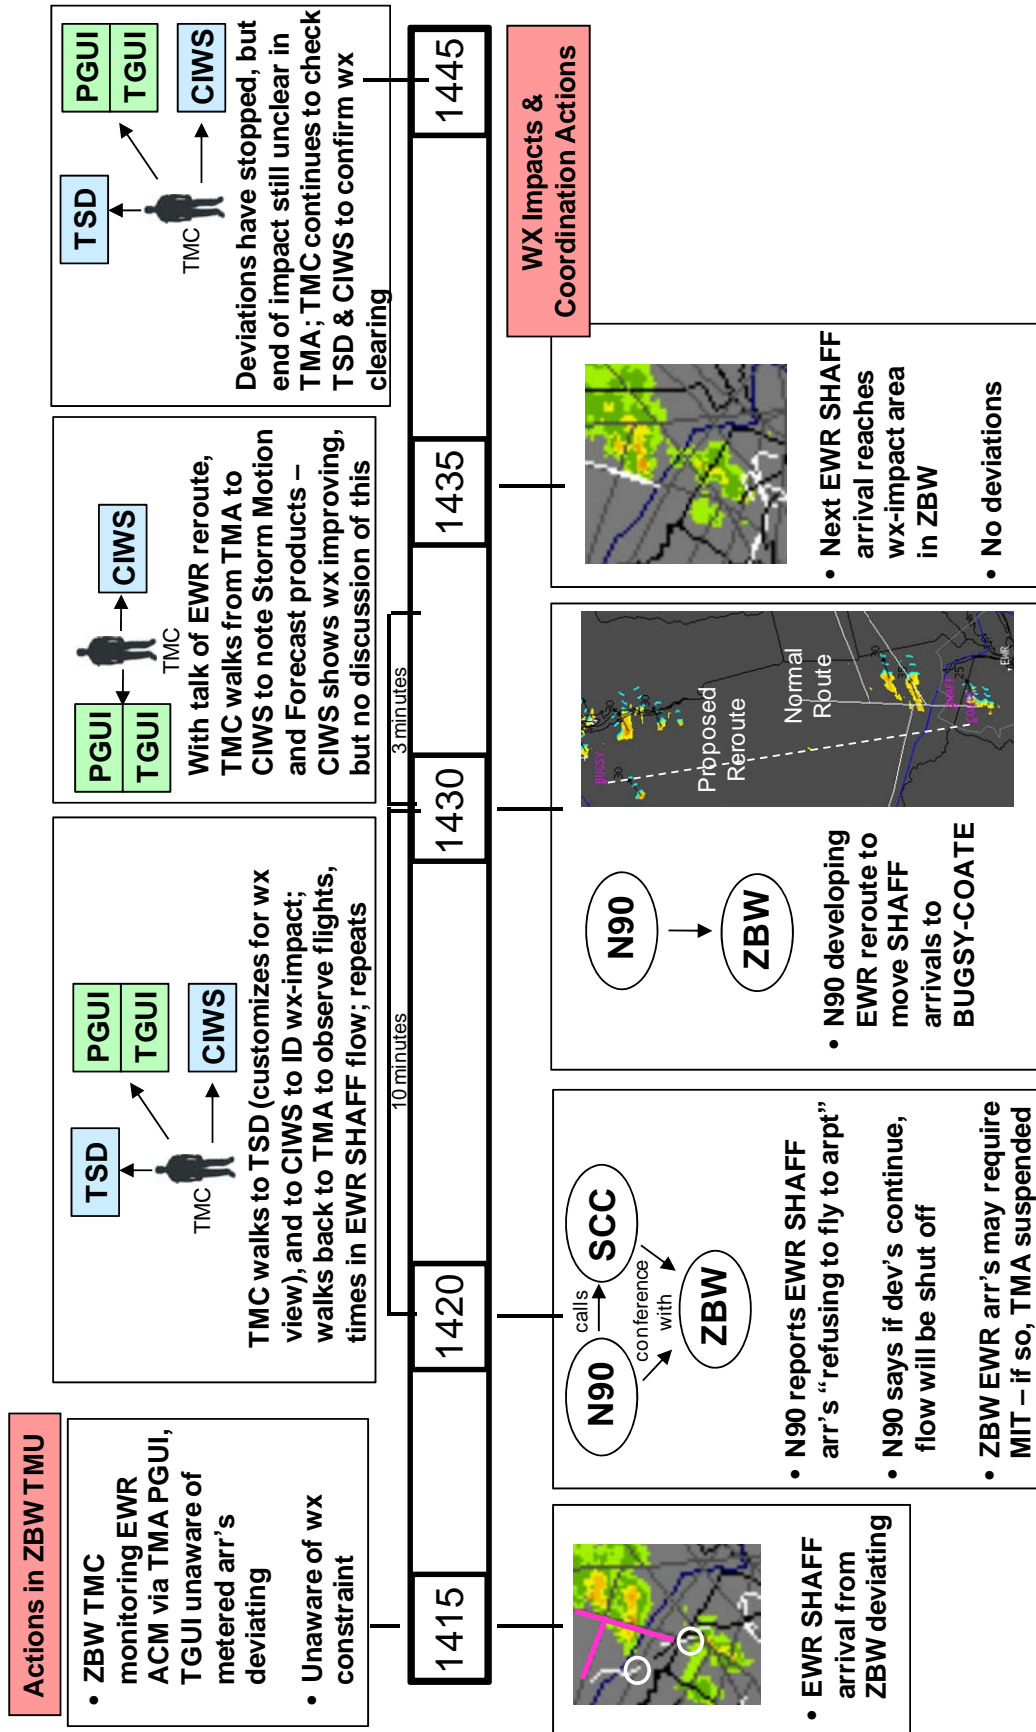 Actions in ZBW TMU
• ZBW TMC
monitoring EWR
ACM via TMA PGUI,
TGUI unaware of
metered arr’s
deviating
• Unaware of wx
constraint
TSD
PGUI
TGUI
CIWS
TMC
TMC walks to TSD (customizes for wx
view), and to CIWS to ID wx-impact;
walks back to TMA to observe flights,
times in EWR SHAFF flow; repeats
PGUI
TGUI
CIWS
TMC
With talk of EWR reroute,
TMC walks from TMA to
CIWS to note Storm Motion
and Forecast products –
CIWS shows wx improving,
but no discussion of this
TSD
PGUI
TGUI
CIWS
TMC
Deviations have stopped, but
end of impact still unclear in
TMA; TMC continues to check
TSD & CIWS to confirm wx
clearing
10 minutes
3 minutes
1415
1420
1430
1435
1445
WX Impacts &
Coordination Actions
• EWR SHAFF
arrival from
ZBW deviating
N90
calls
SCC
conference
with
ZBW
• N90 reports EWR SHAFF
arr’s “refusing to fly to arpt”
• N90 says if dev’s continue,
flow will be shut off
• ZBW EWR arr’s may require
MIT – if so, TMA suspended
N90
ZBW
• N90 developing
EWR reroute to
move SHAFF
arrivals to
BUGSY-COATE
BUGSY
30
Proposed
Reroute
Normal
Route
30
35
25
SHAFF
EWR
• Next EWR SHAFF
arrival reaches
wx-impact area
in ZBW
• No deviations